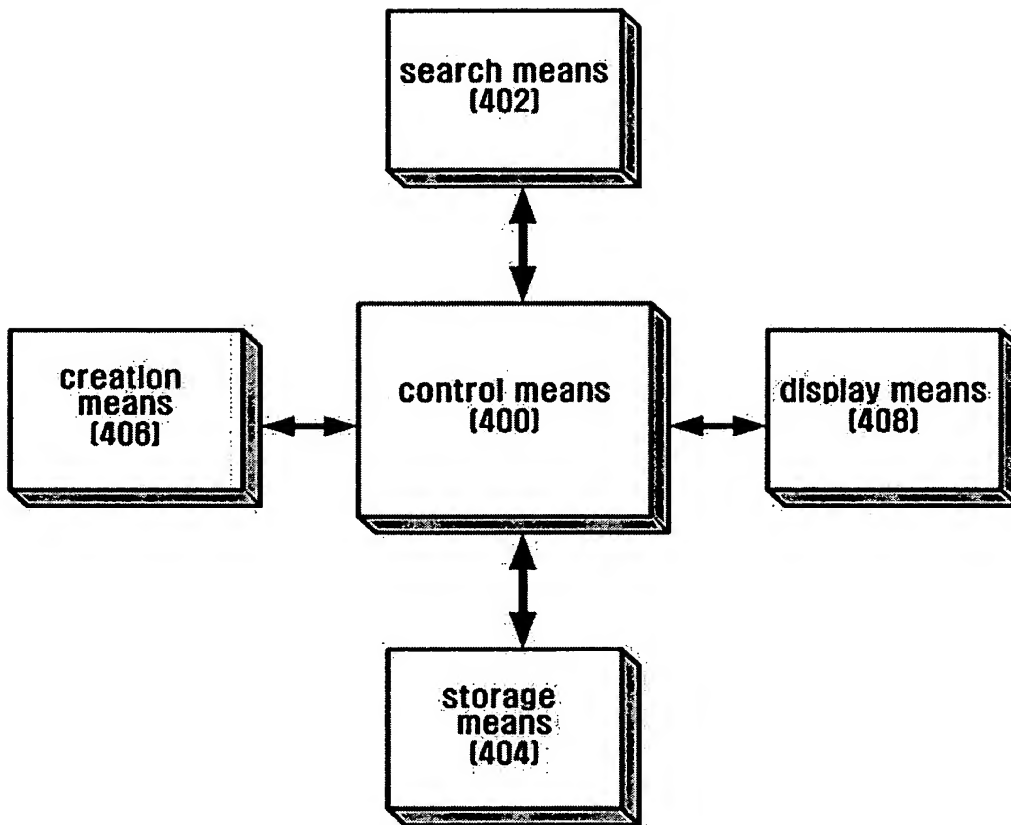 search means
(402)
creation
means
(406)
control means
(400)
display means
(408)
storage
means
(404)